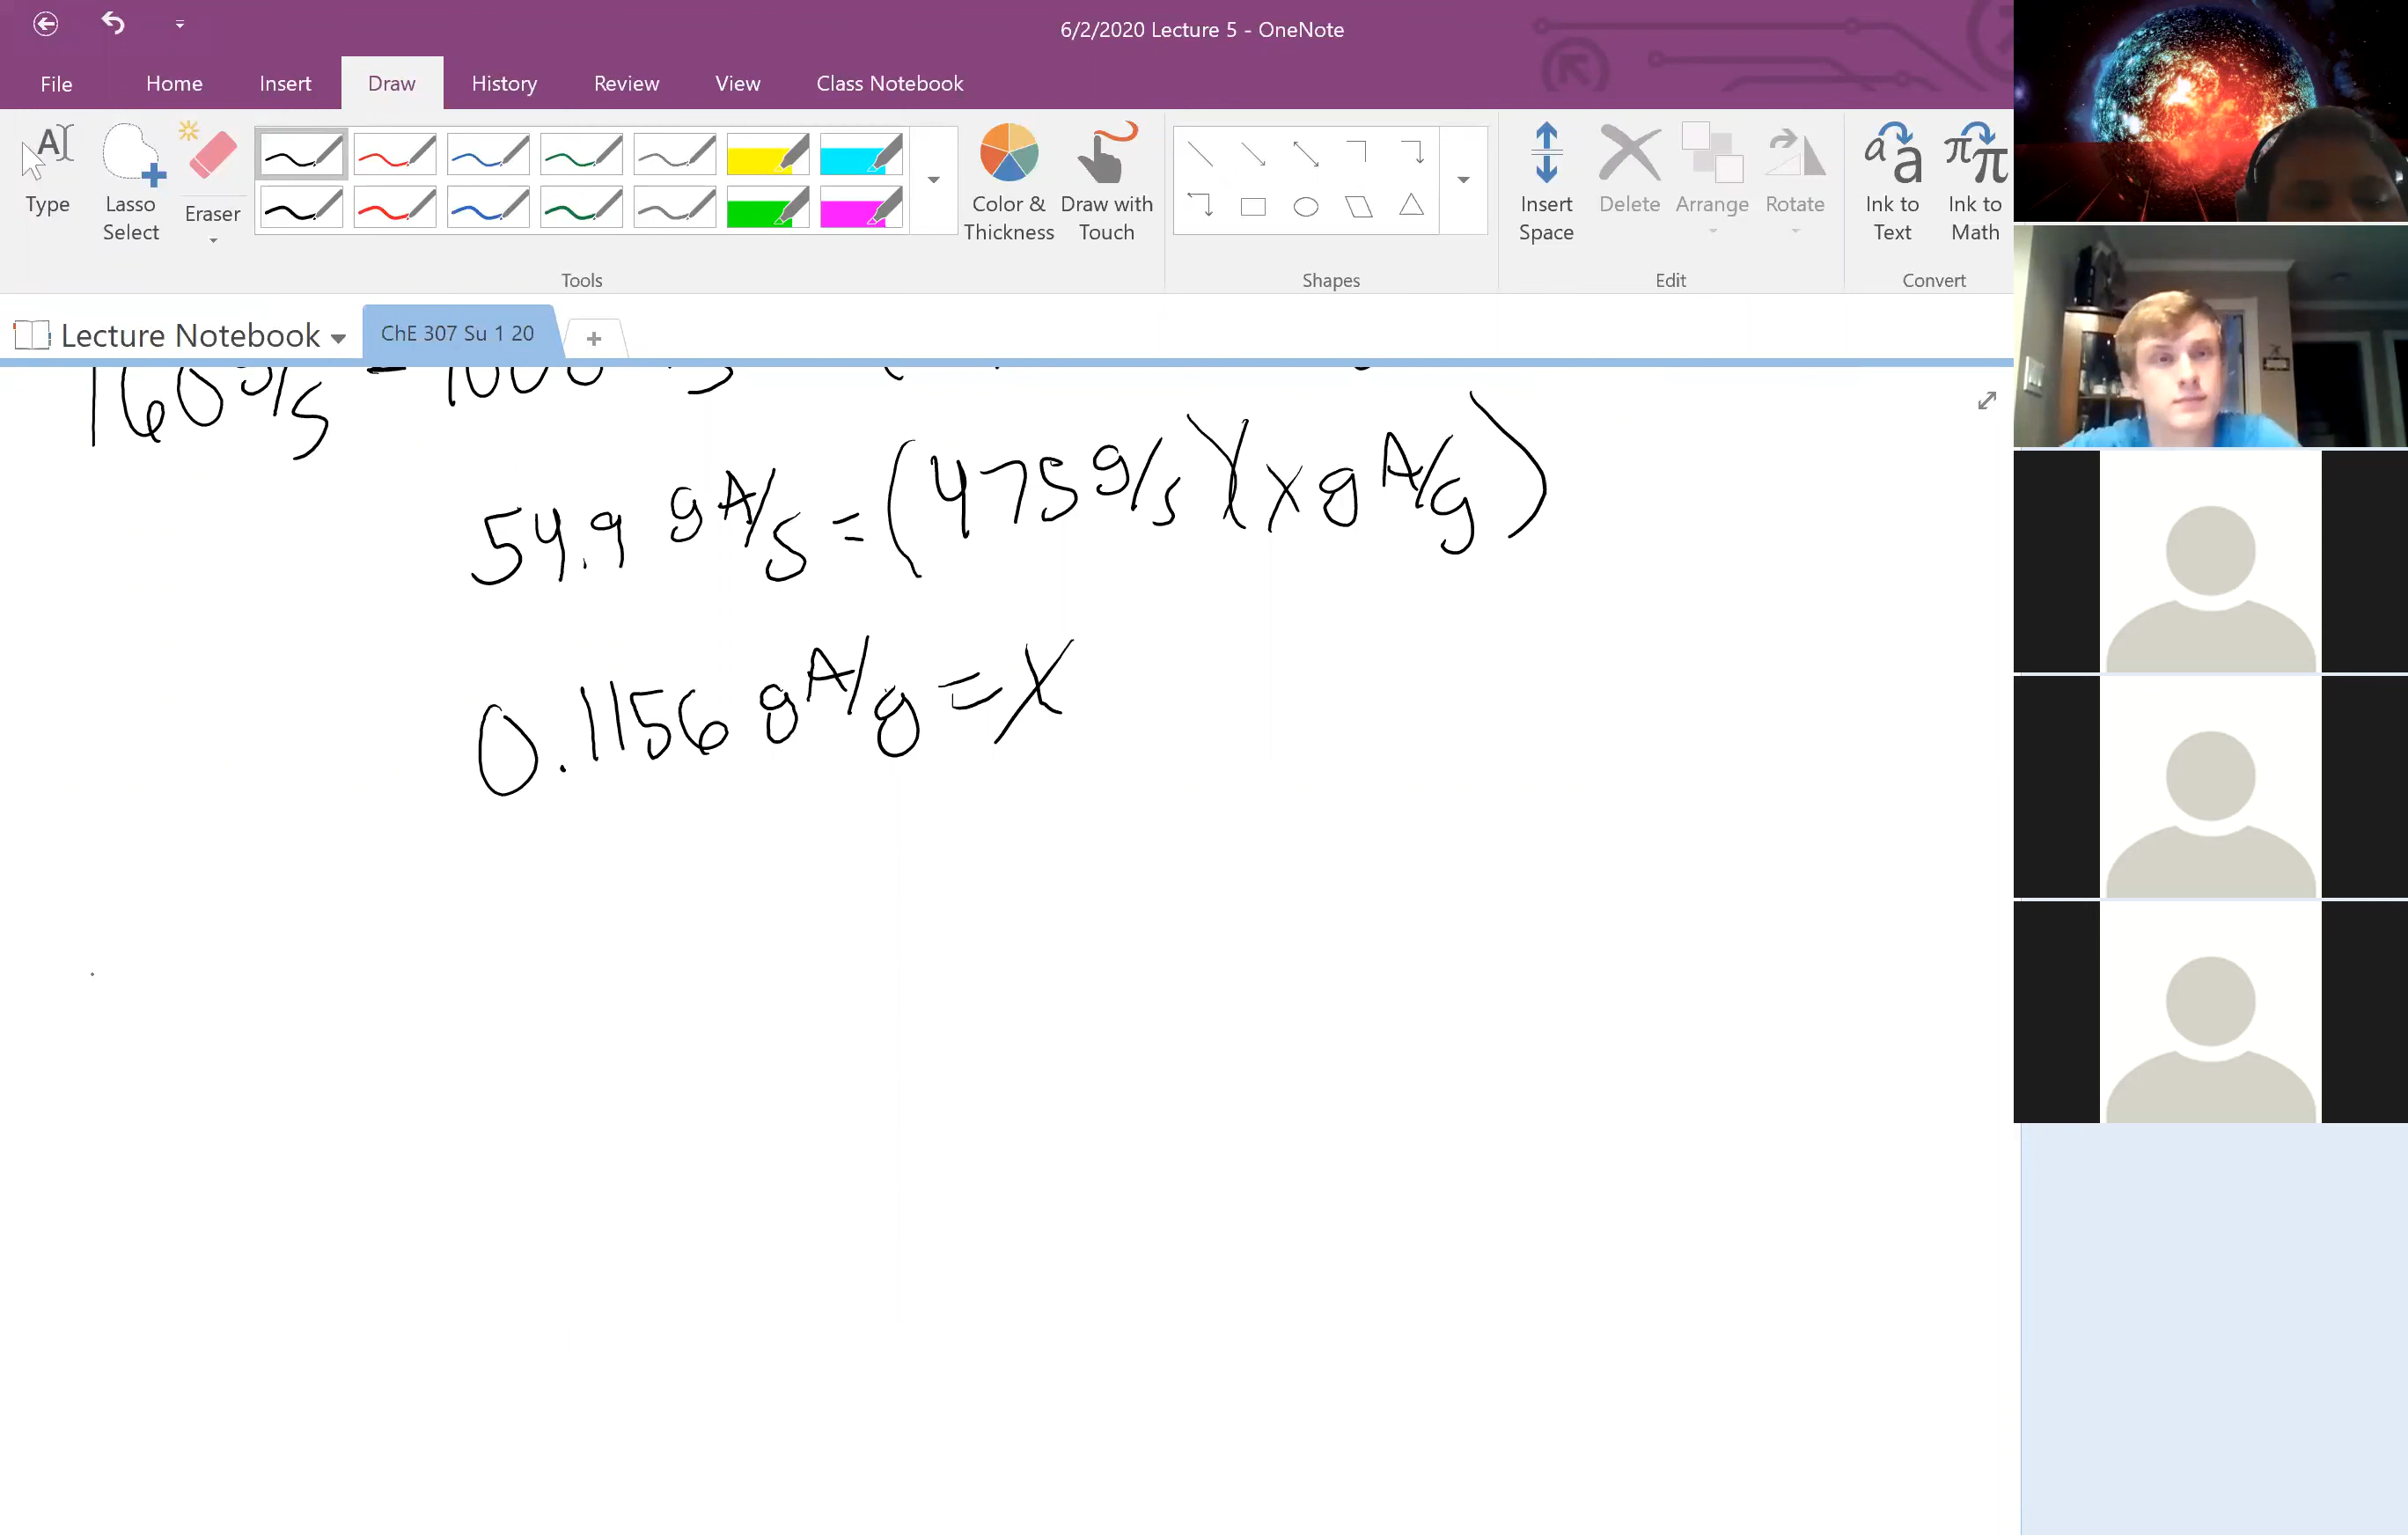 6/2/2020 Lecture 5 - OneNote
File Home Insert Draw History Review View Class Notebook
Type
Lasso Select
Eraser
Color & Thickness
Draw with Touch
Insert Space
Delete
Arrange
Rotate
Ink to Text
Ink to Math
Tools Shapes Edit Convert
Lecture Notebook ChE 307 Su 1 20
160 g/s = 1000
54.9 gA/s = (475 g/s)(x gA/g)
0.1156 gA/g = X